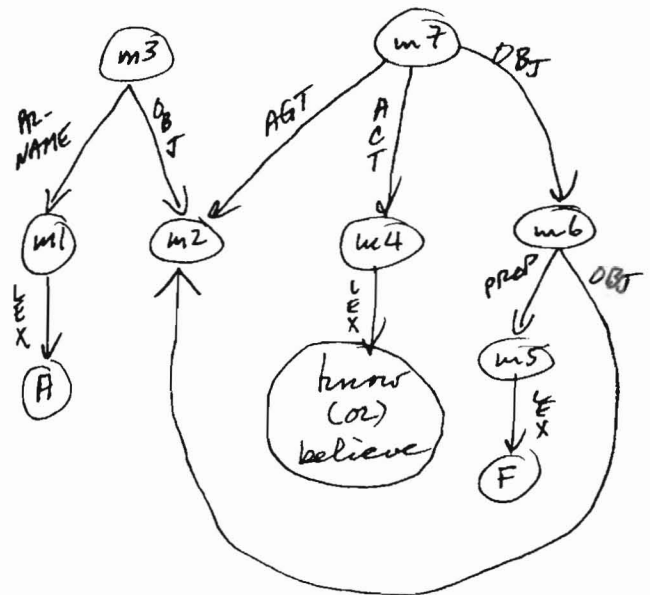 m3
m7
PR-
NAME
OBJ
AGT
ACT
OBJ
m1
m2
m4
m6
LEX
LEX
PROP
OBJ
A
know
(or)
believe
m5
LEX
F